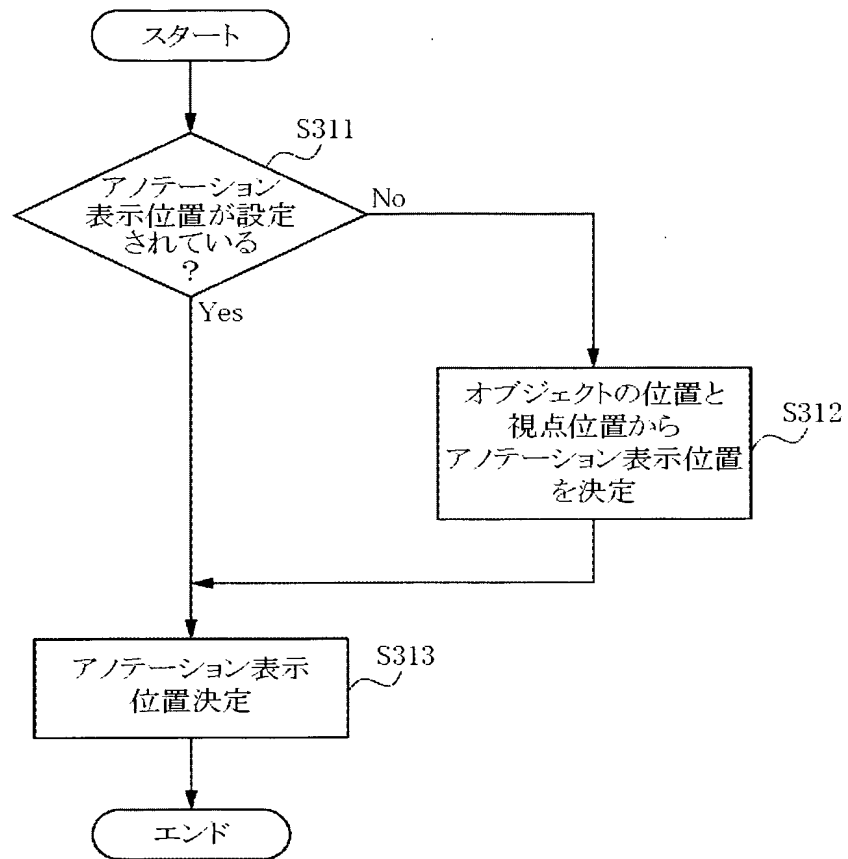 スタート
S311
アノテーション
表示位置が設定
されている
？
No
Yes
オブジェクトの位置と
視点位置から
アノテーション表示位置
を決定
S312
アノテーション表示
位置決定
S313
エンド